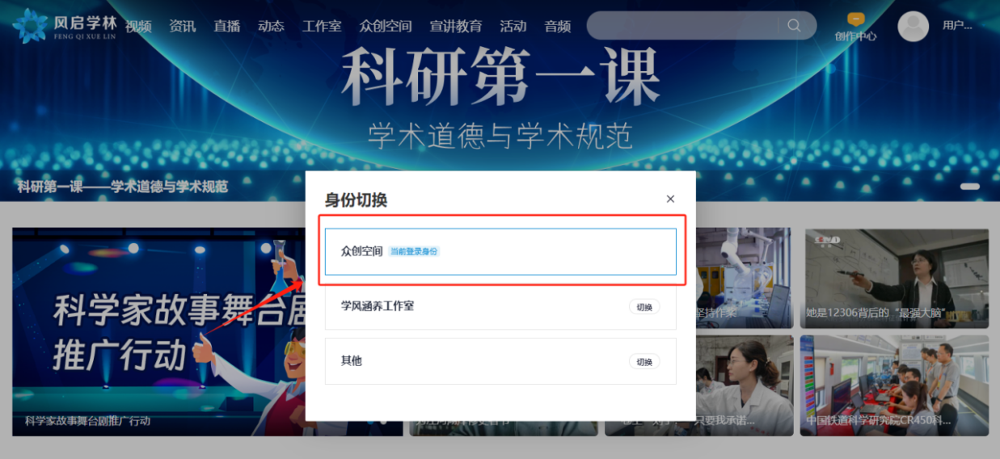 风启学林
FENG QI XUE LIN
视频 资讯 直播 动态 工作室 众创空间 宣讲教育 活动 音频
创作中心
用户...
科研第一课
学术道德与学术规范
科研第一课——学术道德与学术规范
身份切换
众创空间 当前登录身份
学风涵养工作室 切换
其他 切换
科学家故事舞台剧
推广行动
科学家故事舞台剧推广行动
坚持作桨
她是12306背后的“最强大脑”
只要我承诺...
中国铁道科学研究院CR450科...